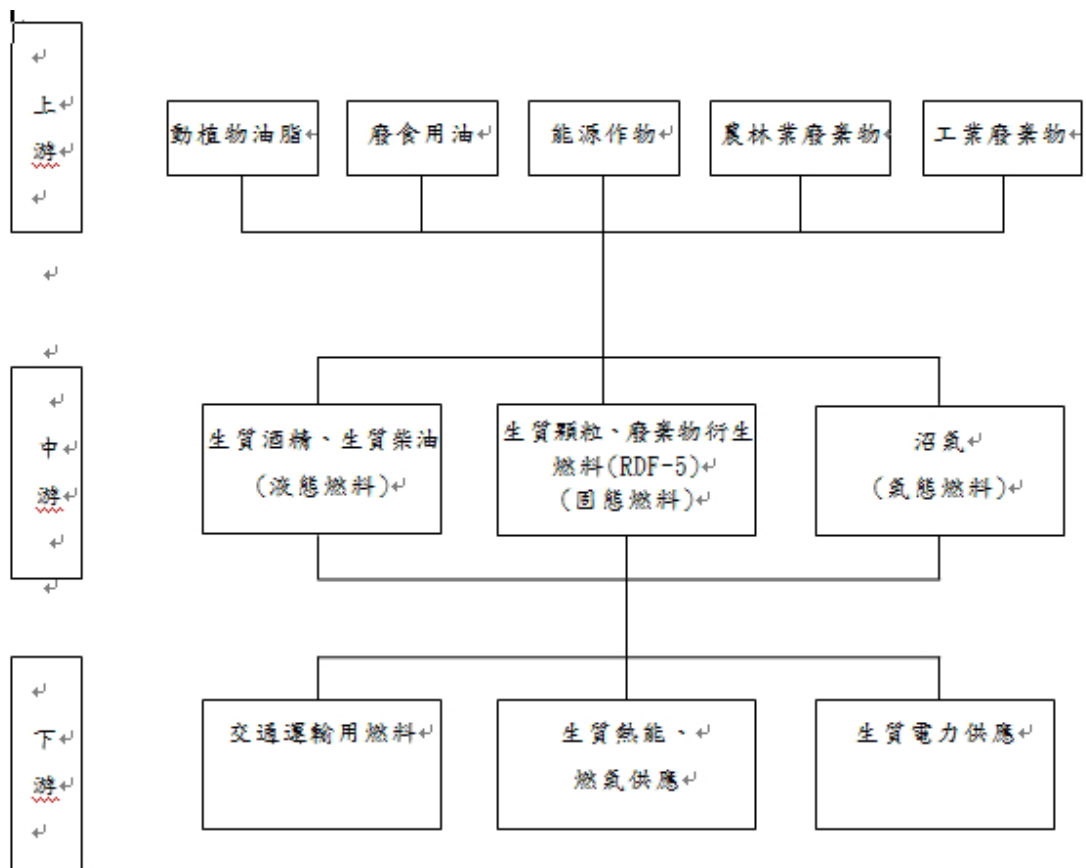 上
游
動植物油脂
廢食用油
能源作物
農林業廢棄物
工業廢棄物
中
游
生質酒精、生質柴油
(液態燃料)
生質顆粒、廢棄物衍生
燃料(RDF-5)
(固態燃料)
沼氣
(氣態燃料)
下
游
交通運輸用燃料
生質熱能、
燃氣供應
生質電力供應